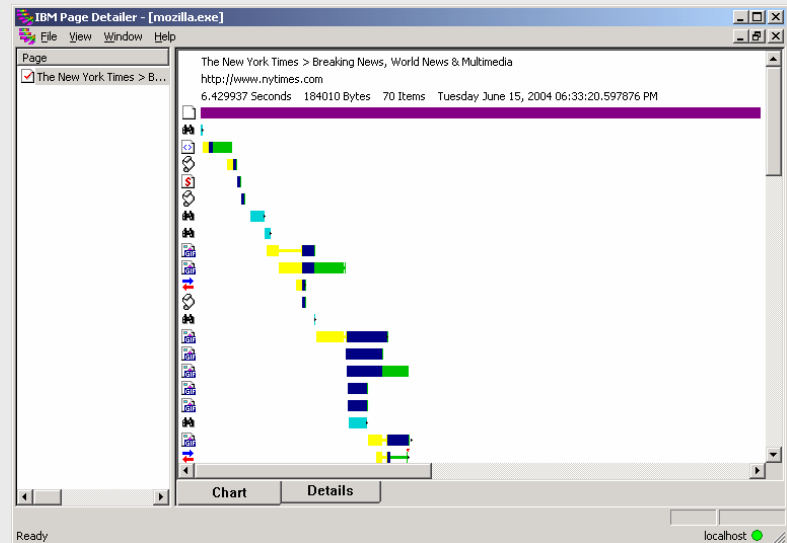 IBM Page Detailer - [mozilla.exe]
File View Window Help
Page
The New York Times > B...
The New York Times > Breaking News, World News & Multimedia
http://www.nytimes.com
6.429937 Seconds 184010 Bytes 70 Items Tuesday June 15, 2004 06:33:20.597876 PM
Chart Details
Ready localhost